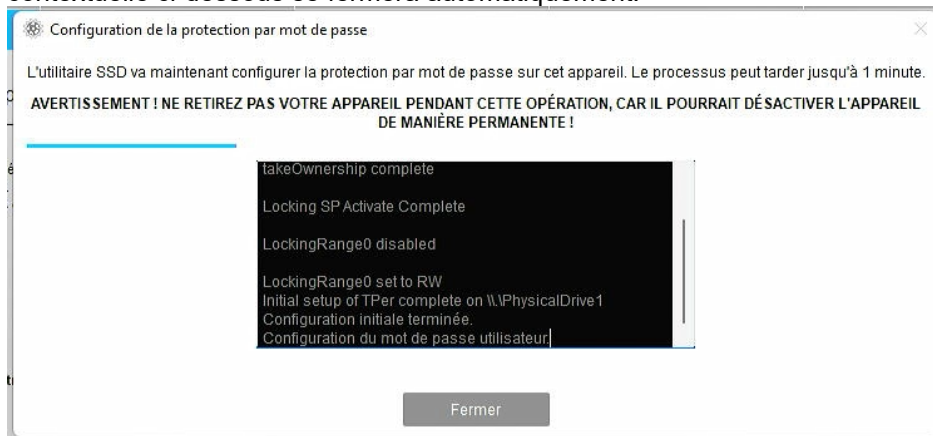 Configuration de la protection par mot de passe
L'utilitaire SSD va maintenant configurer la protection par mot de passe sur cet appareil. Le processus peut tarder jusqu'à 1 minute.
AVERTISSEMENT ! NE RETIREZ PAS VOTRE APPAREIL PENDANT CETTE OPÉRATION, CAR IL POURRAIT DÉSACTIVER L'APPAREIL
DE MANIÈRE PERMANENTE !
takeOwnership complete
Locking SP Activate Complete
LockingRange0 disabled
LockingRange0 set to RW
Initial setup of TPer complete on \\.\PhysicalDrive1
Configuration initiale terminée.
Configuration du mot de passe utilisateur.
Fermer